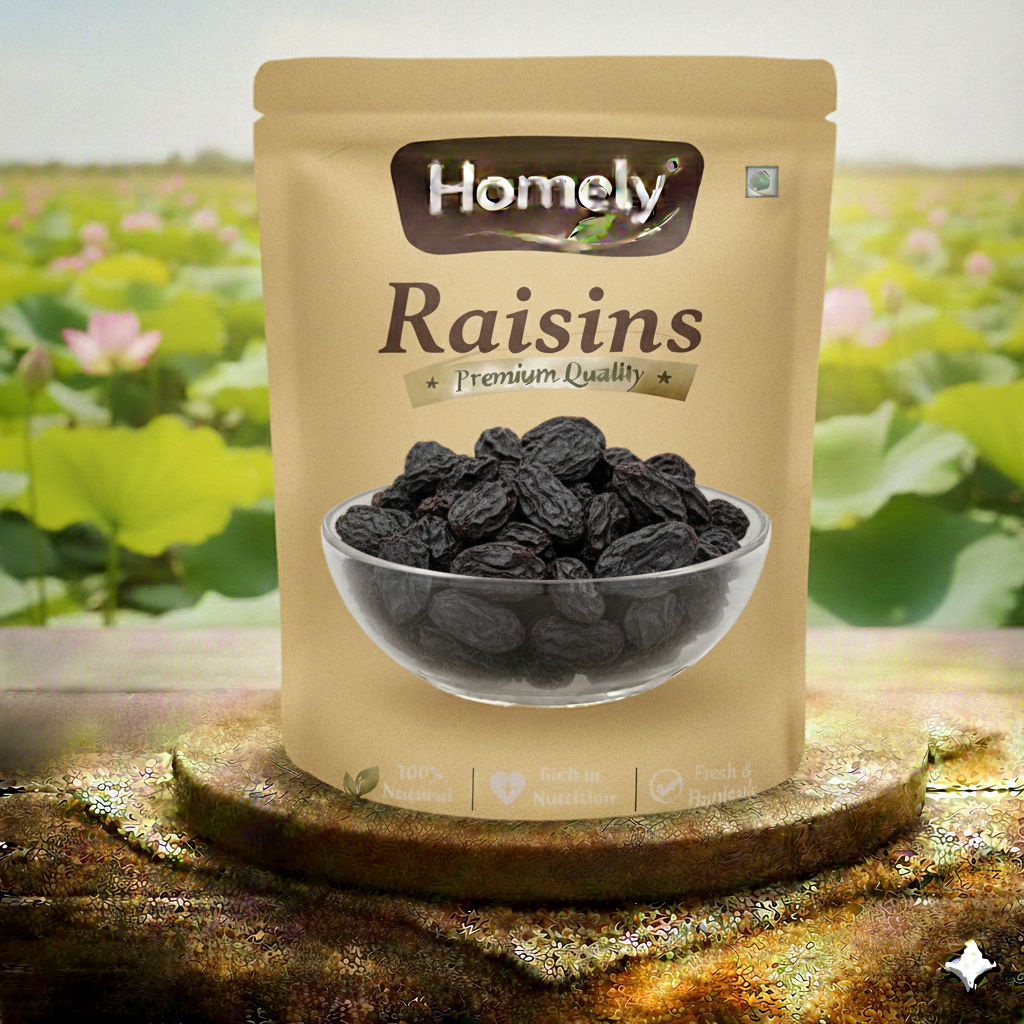 Homely
Raisins
★ Premium Quality ★
100%
Natural
Rich in
Nutrition
Fresh &